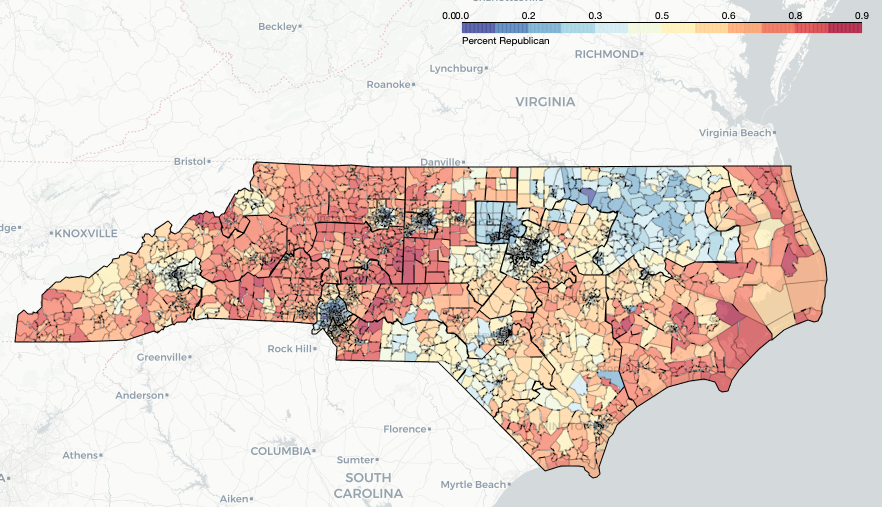 0.0 0.0 0.2 0.3 0.5 0.6 0.8 0.9
Percent Republican
Beckley
RICHMOND
Lynchburg
Roanoke
VIRGINIA
Virginia Beach
Bristol
Danville
KNOXVILLE
Greenville
Rock Hill
Anderson
Florence
Athens
COLUMBIA
Sumter
SOUTH
CAROLINA
Myrtle Beach
Aiken